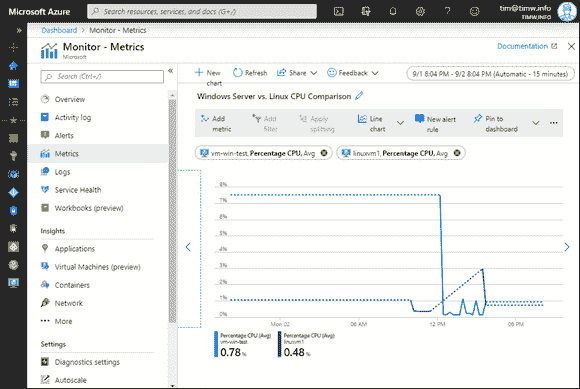 Microsoft Azure
Search resources, services, and docs (G+/)
tim@timw.info
TIMW.INFO
Dashboard > Monitor - Metrics
Monitor - Metrics
Microsoft
Documentation
Search (Ctrl+/)
Overview
Activity log
Alerts
Metrics
Logs
Service Health
Workbooks (preview)
Insights
Applications
Virtual Machines (preview)
Containers
Network
More
Settings
Diagnostics settings
Autoscale
New chart
Refresh
Share
Feedback
9/1 8:04 PM - 9/2 8:04 PM (Automatic - 15 minutes)
Windows Server vs. Linux CPU Comparison
Add metric
Add filter
Apply splitting
Line chart
New alert rule
Pin to dashboard
vm-win-test, Percentage CPU, Avg
linuxvm1, Percentage CPU, Avg
8%
7%
6%
5%
4%
3%
2%
1%
0%
Mon 02
06 AM
12 PM
06 PM
Percentage CPU (Avg)
vm-win-test
0.78 %
Percentage CPU (Avg)
linuxvm1
0.48 %